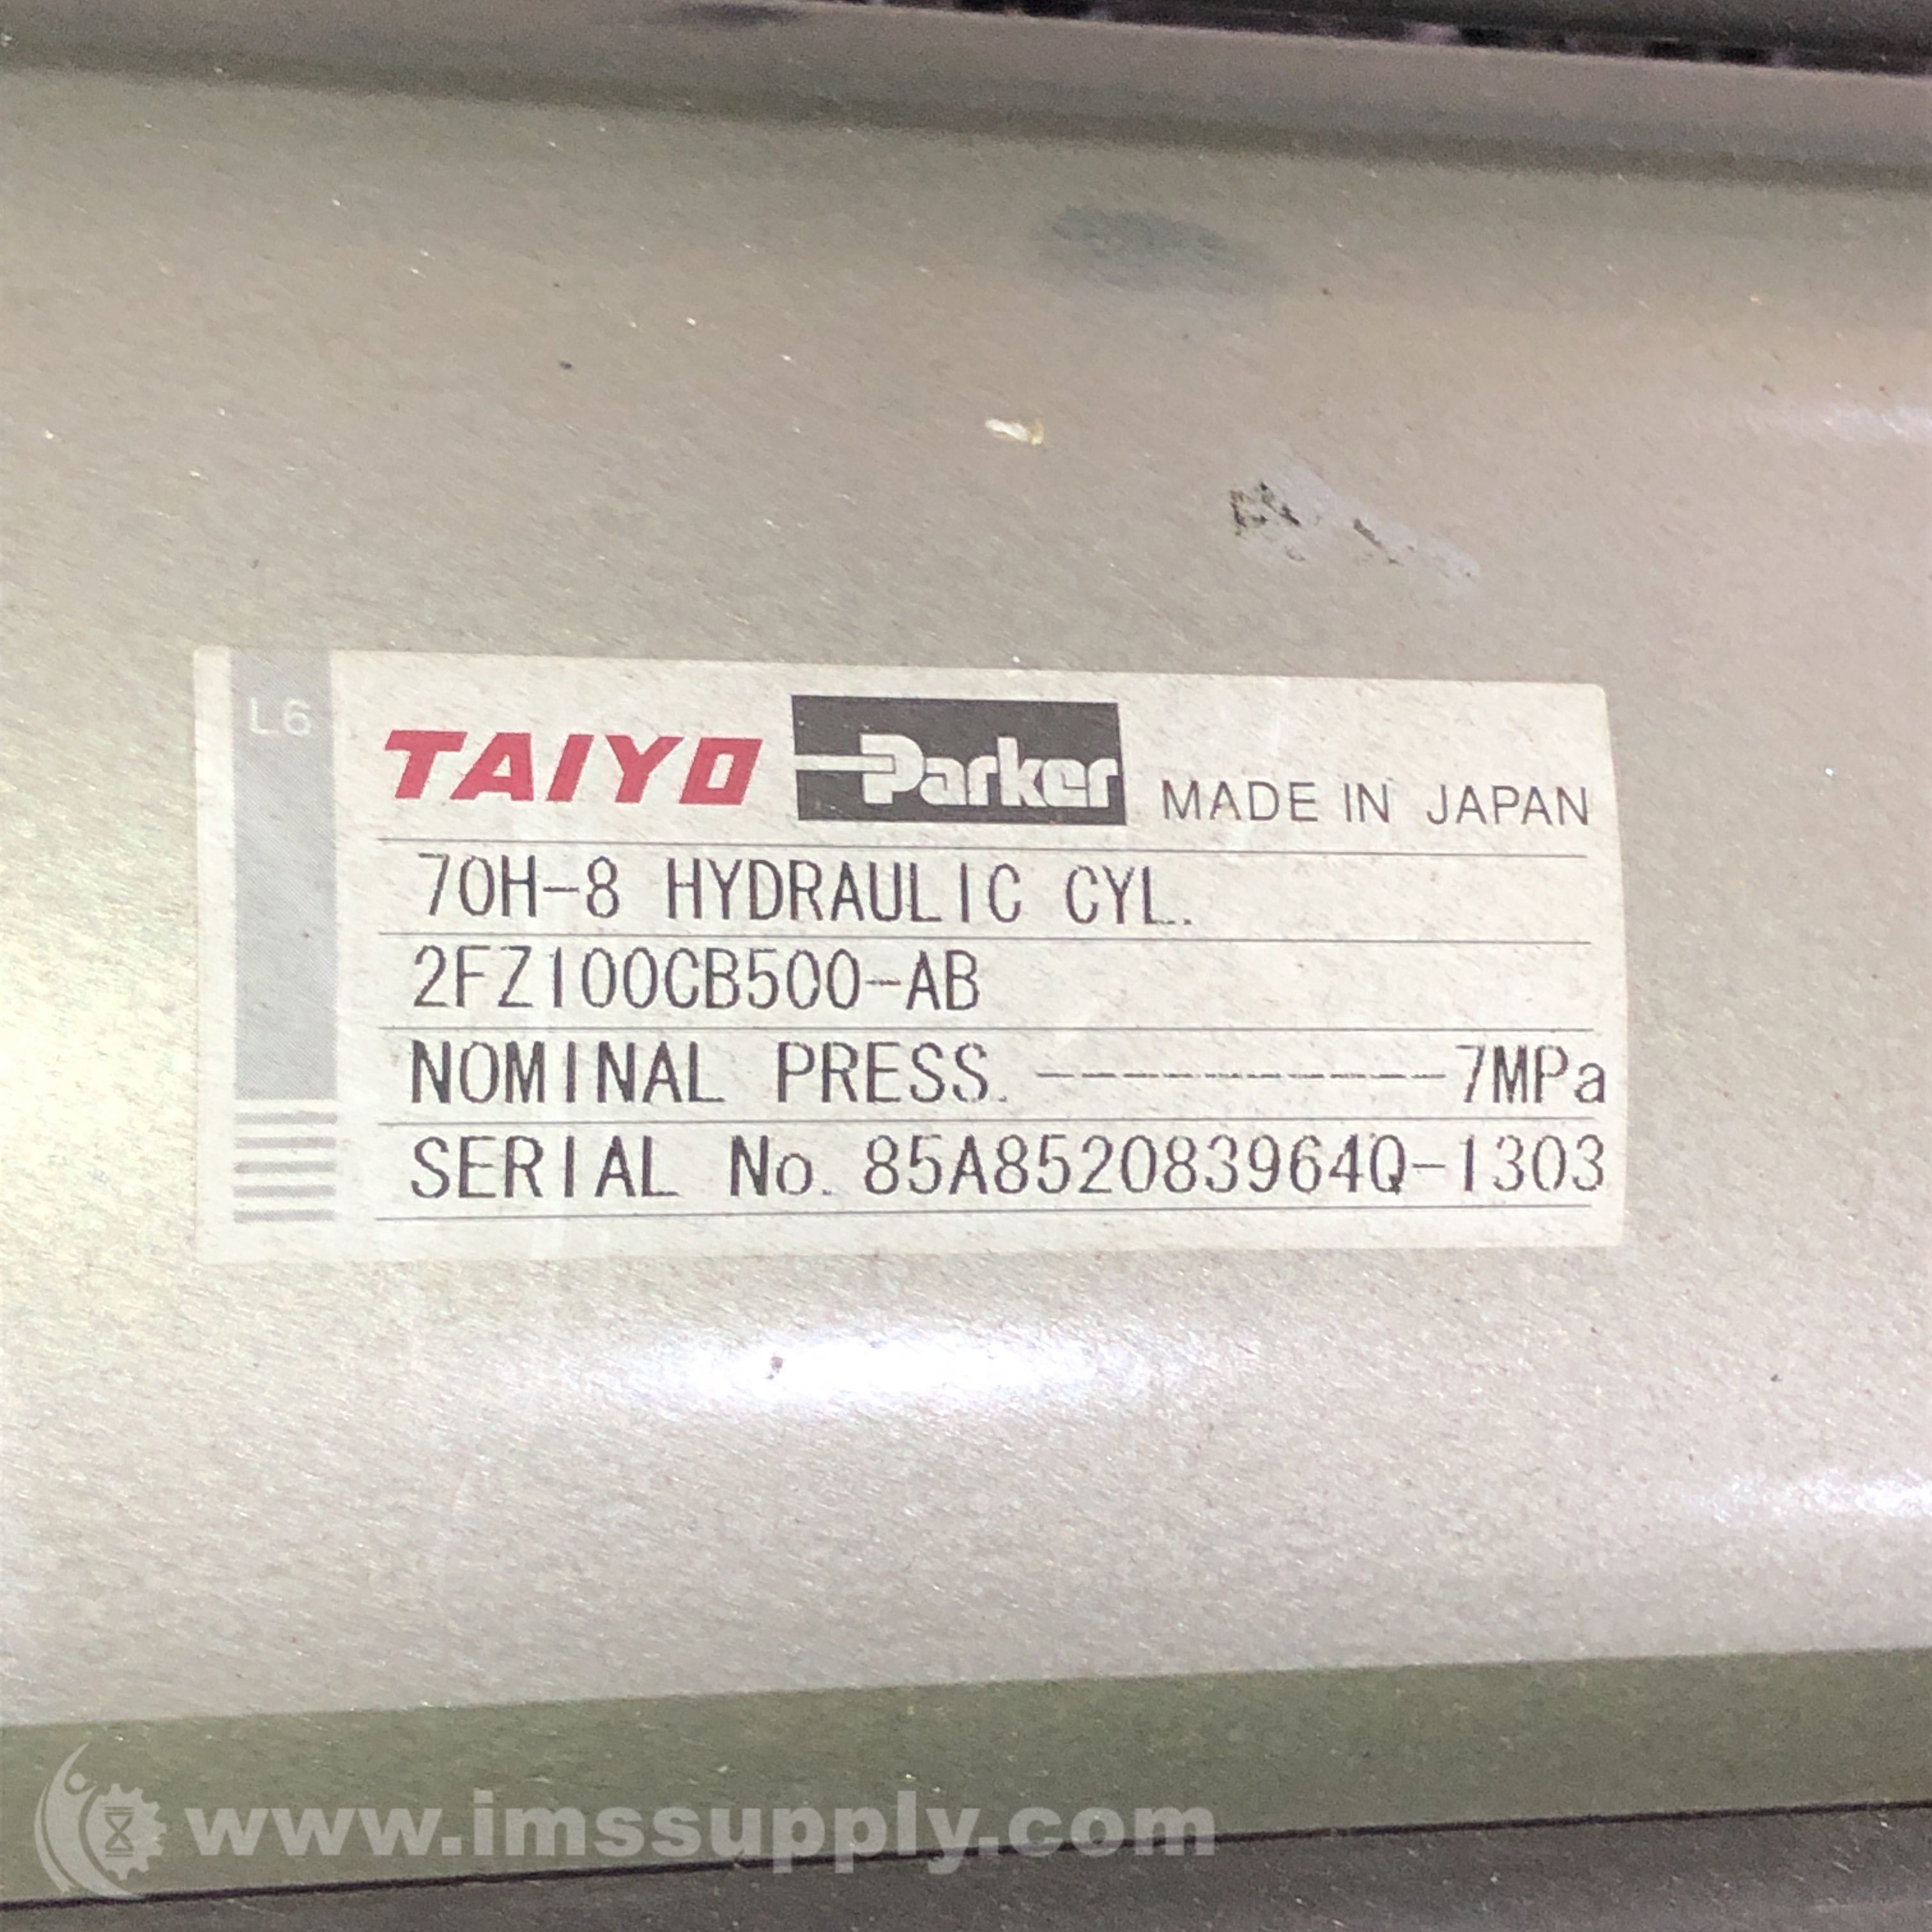 L6
TAIYO Parker MADE IN JAPAN
70H-8 HYDRAULIC CYL.
2FZ100CB500-AB
NOMINAL PRESS. -----------7MPa
SERIAL No. 85A852083964Q-1303
www.imssupply.com